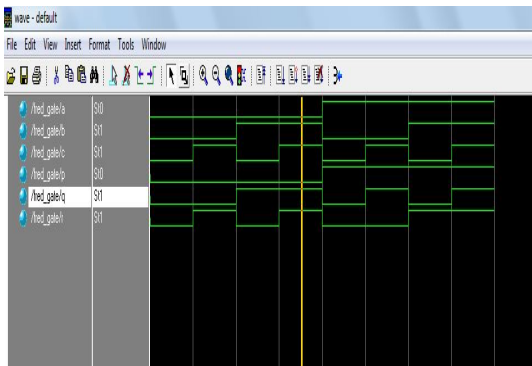 wave - default
File Edit View Insert Format Tools Window
/fred_gate/a St0
/fred_gate/b St1
/fred_gate/c St1
/fred_gate/p St0
/fred_gate/q St1
/fred_gate/r St1